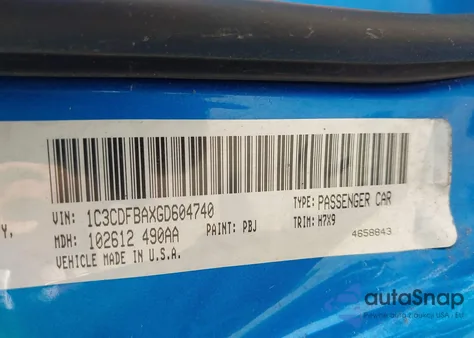 VIN: 1C3CDFBAXGD604740
TYPE: PASSENGER CAR
MDH: 102612 490AA
PAINT: PBJ
TRIM: H7X9
VEHICLE MADE IN U.S.A.
4658843
autoSnap